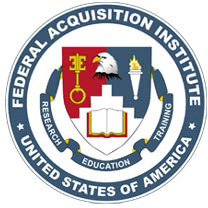 FEDERAL ACQUISITION INSTITUTE
RESEARCH
EDUCATION
TRAINING
UNITED STATES OF AMERICA